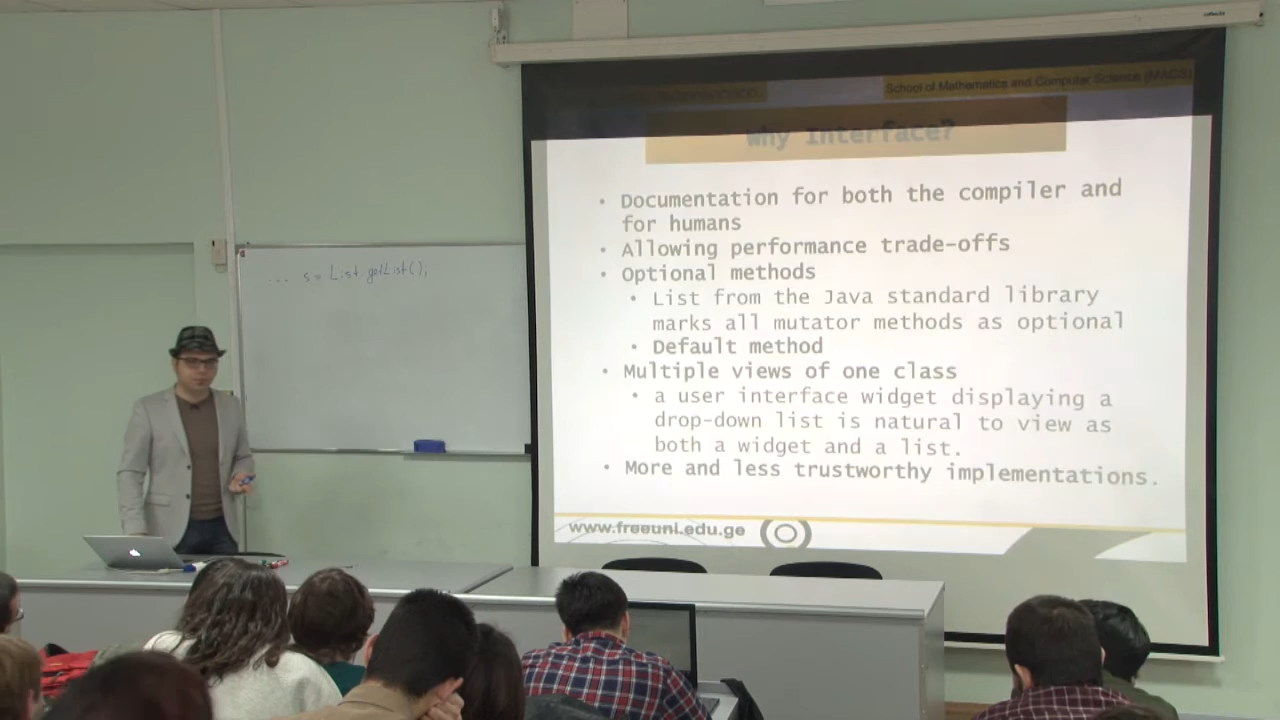 School of Mathematics and Computer Science (MACS)
Why Interface?
• Documentation for both the compiler and
for humans
• Allowing performance trade-offs
• Optional methods
• List from the Java standard library
marks all mutator methods as optional
• Default method
• Multiple views of one class
• a user interface widget displaying a
drop-down list is natural to view as
both a widget and a list.
• More and less trustworthy implementations.
www.freeuni.edu.ge
... s = List.getList();